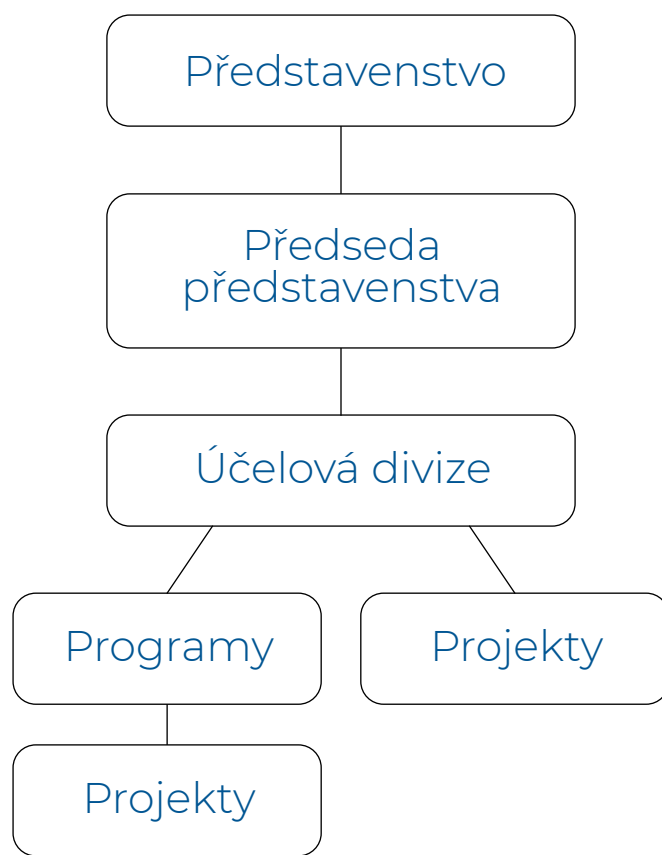 Představenstvo
Předseda
představenstva
Účelová divize
Programy
Projekty
Projekty